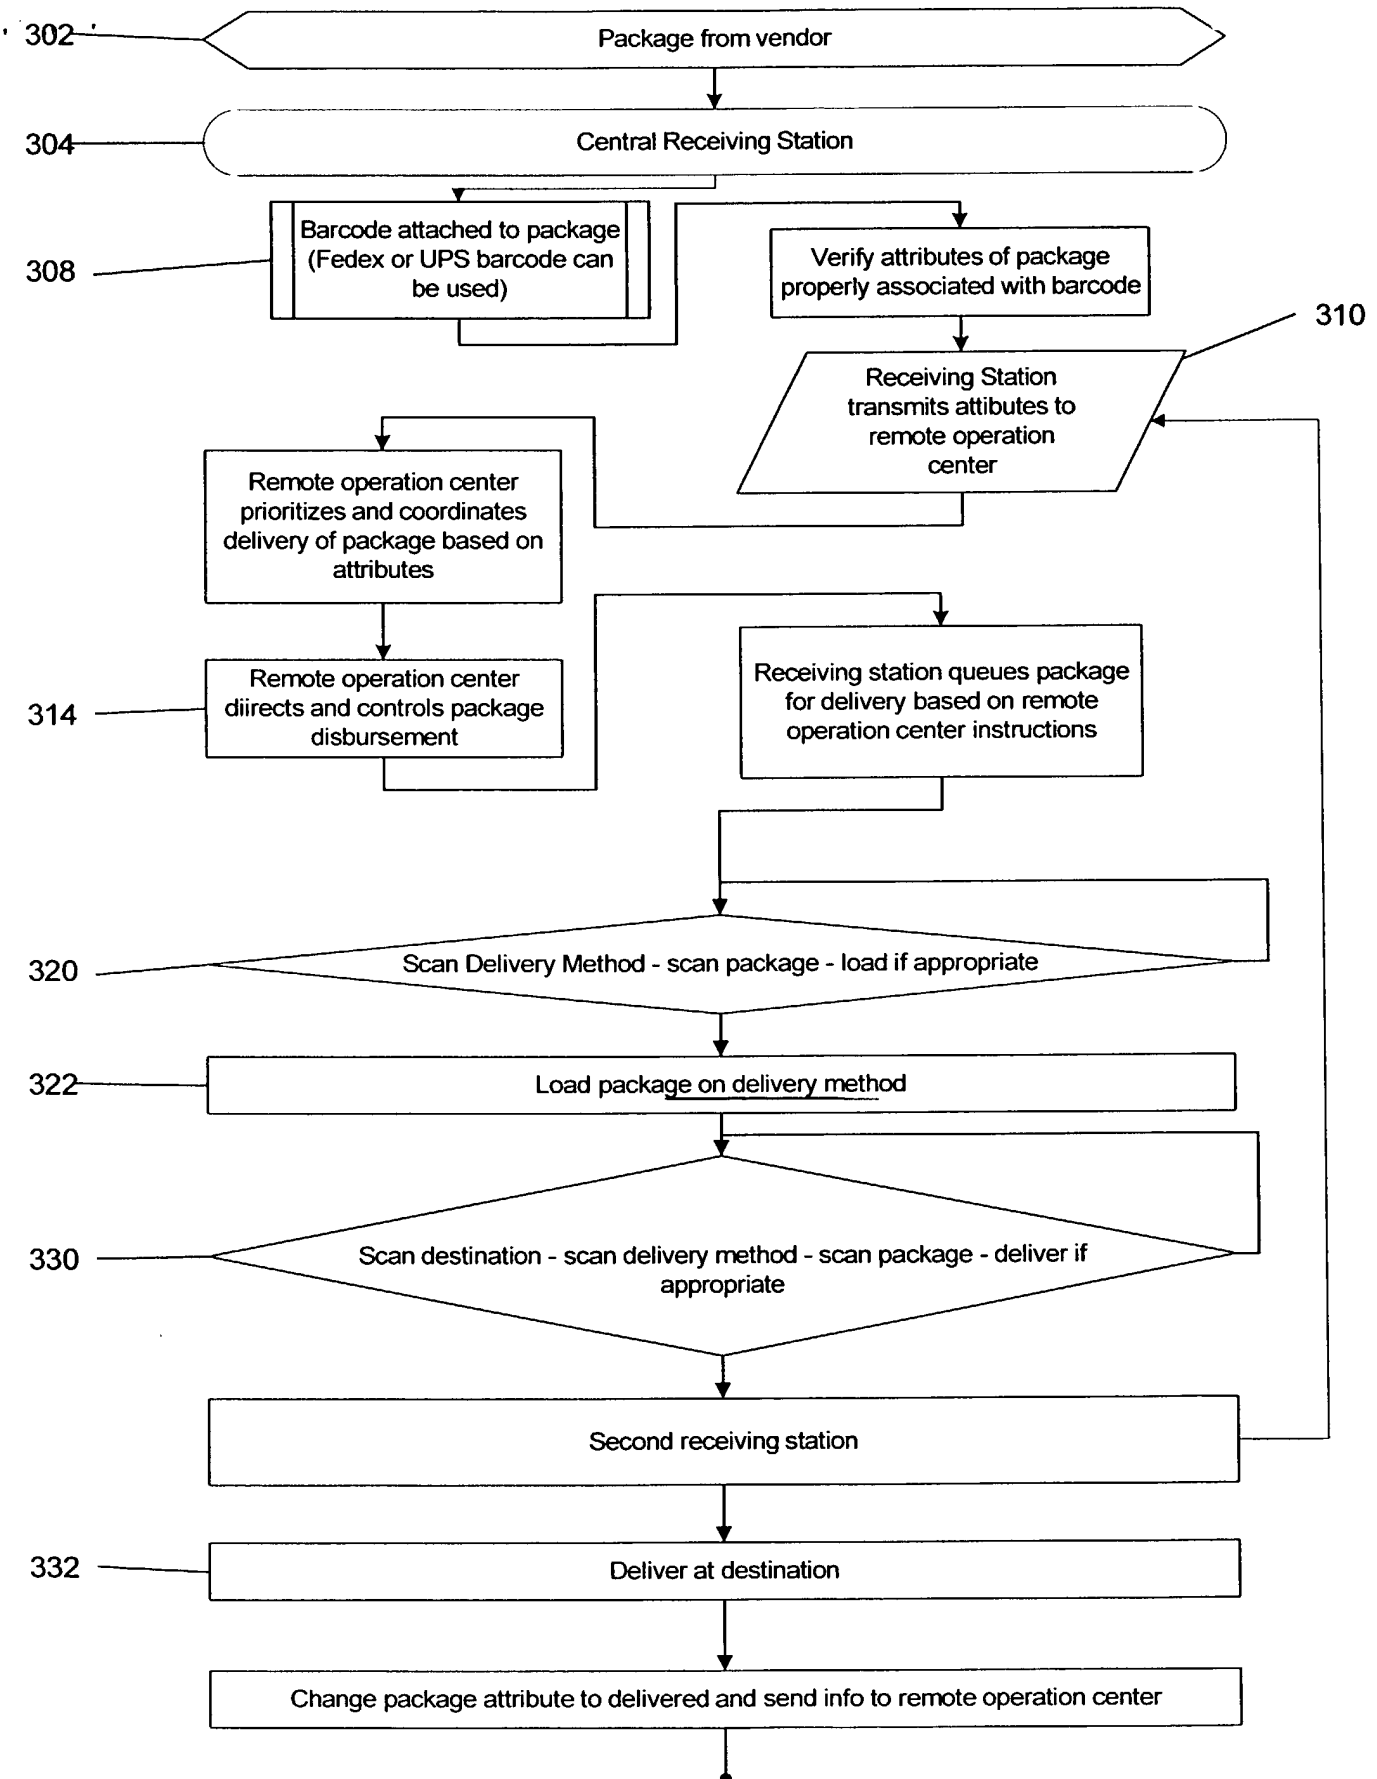 302
Package from vendor
304
Central Receiving Station
308
Barcode attached to package
(Fedex or UPS barcode can
be used)
Verify attributes of package
properly associated with barcode
310
Receiving Station
transmits attibutes to
remote operation
center
Remote operation center
prioritizes and coordinates
delivery of package based on
attributes
314
Remote operation center
diirects and controls package
disbursement
Receiving station queues package
for delivery based on remote
operation center instructions
320
Scan Delivery Method - scan package - load if appropriate
322
Load package on delivery method
330
Scan destination - scan delivery method - scan package - deliver if
appropriate
Second receiving station
332
Deliver at destination
Change package attribute to delivered and send info to remote operation center